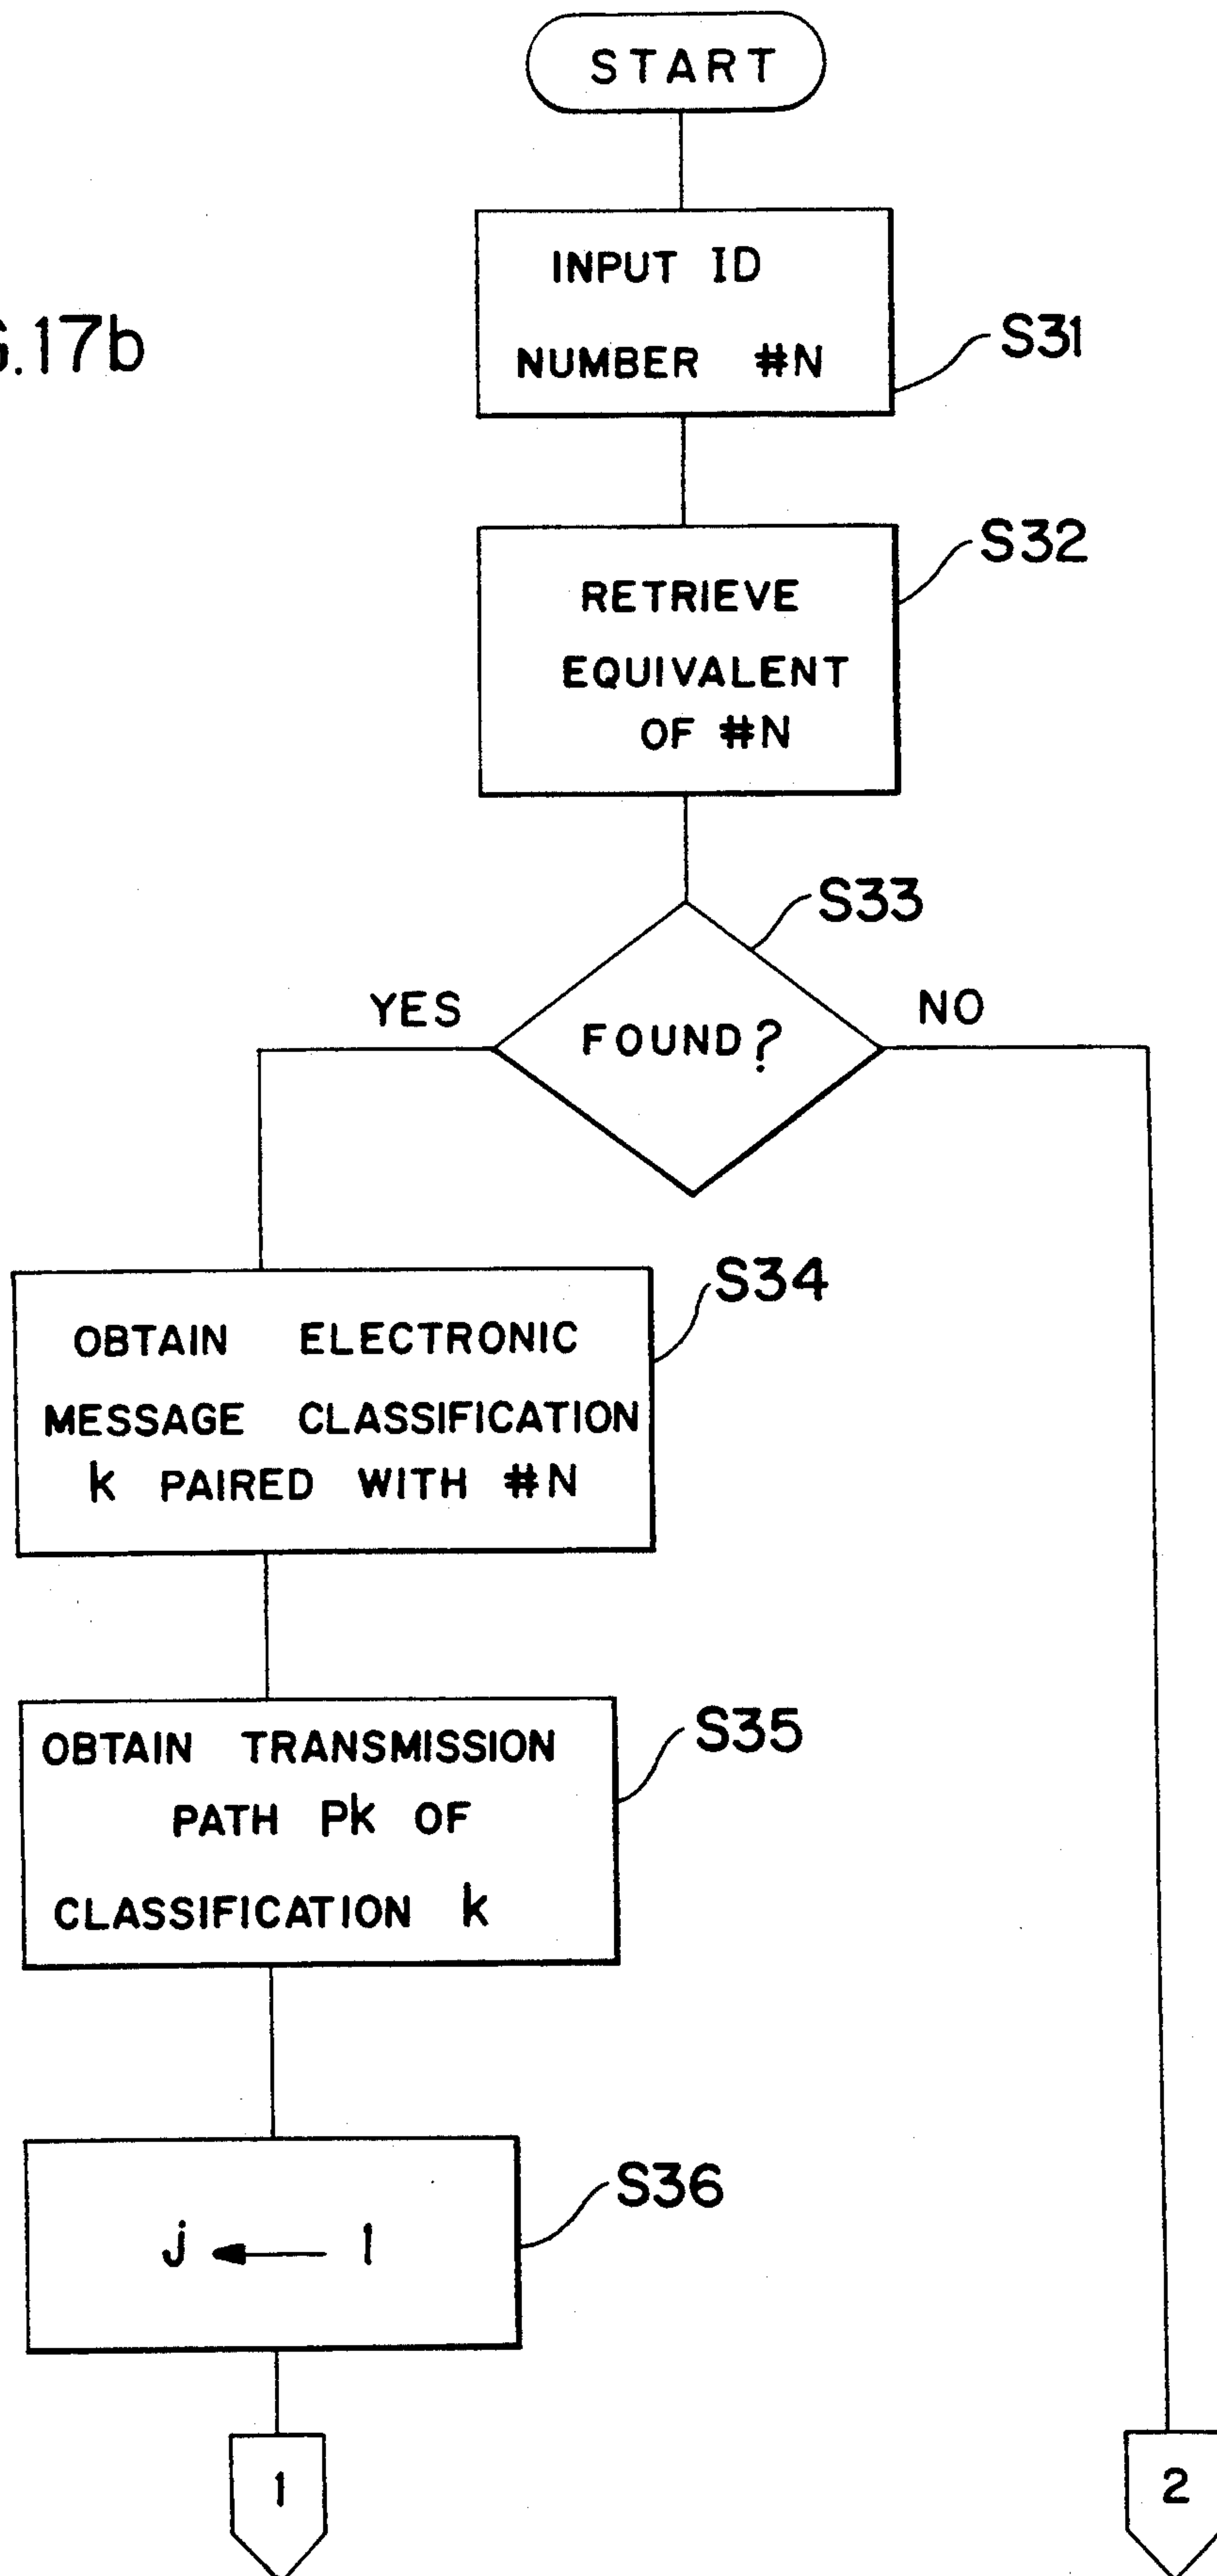 START
INPUT ID
NUMBER #N
S31
G.17b
RETRIEVE
EQUIVALENT
OF #N
S32
S33
YES
FOUND?
NO
OBTAIN ELECTRONIC
MESSAGE CLASSIFICATION
k PAIRED WITH #N
S34
OBTAIN TRANSMISSION
PATH Pk OF
CLASSIFICATION k
S35
j ← 1
S36
1
2